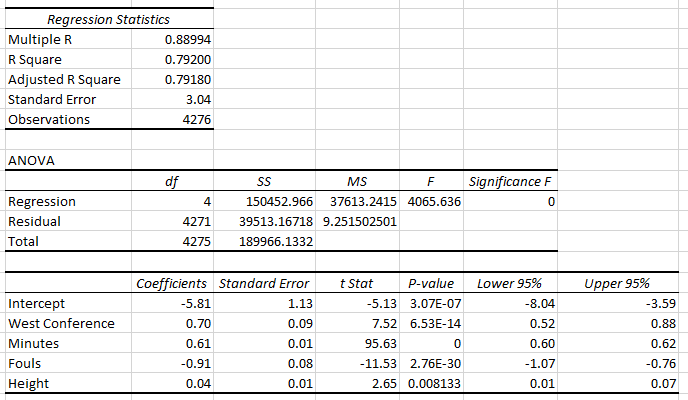 Regression Statistics
Multiple R 0.88994
R Square 0.79200
Adjusted R Square 0.79180
Standard Error 3.04
Observations 4276
ANOVA
df SS MS F Significance F
Regression 4 150452.966 37613.2415 4065.636 0
Residual 4271 39513.16718 9.251502501
Total 4275 189966.1332
Coefficients Standard Error t Stat P-value Lower 95% Upper 95%
Intercept -5.81 1.13 -5.13 3.07E-07 -8.04 -3.59
West Conference 0.70 0.09 7.52 6.53E-14 0.52 0.88
Minutes 0.61 0.01 95.63 0 0.60 0.62
Fouls -0.91 0.08 -11.53 2.76E-30 -1.07 -0.76
Height 0.04 0.01 2.65 0.008133 0.01 0.07